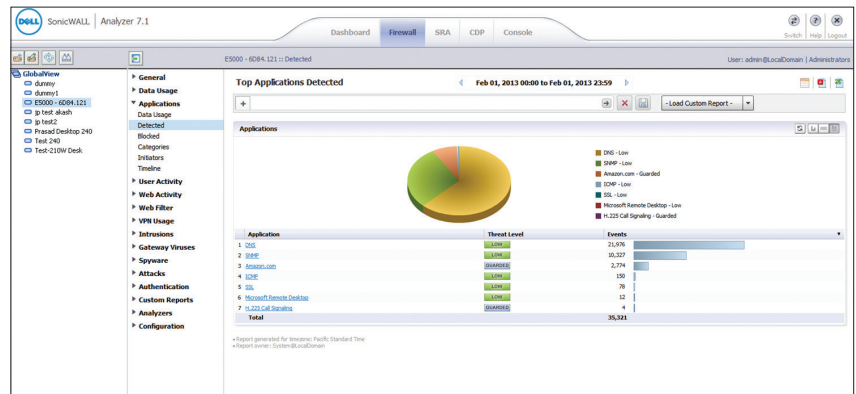 DELL
SonicWALL | Analyzer 7.1
Dashboard
Firewall
SRA
CDP
Console
Switch
Help
Logout
E5000 - 6D84.121 :: Detected
User: admin@LocalDomain | Administrators
GlobalView
dummy
dummy1
E5000 - 6D84.121
jp test akash
jp test2
Prasad Desktop 240
Test 240
Test-210W Desk
General
Data Usage
Applications
Data Usage
Detected
Blocked
Categories
Initiators
Timeline
User Activity
Web Activity
Web Filter
VPN Usage
Intrusions
Gateway Viruses
Spyware
Attacks
Authentication
Custom Reports
Analyzers
Configuration
Top Applications Detected
Feb 01, 2013 00:00 to Feb 01, 2013 23:59
- Load Custom Report -
Applications
DNS - Low
SNMP - Low
Amazon.com - Guarded
ICMP - Low
SSL - Low
Microsoft Remote Desktop - Low
H.225 Call Signaling - Guarded
Application Threat Level Events
1 DNS LOW 21,976
2 SNMP LOW 10,327
3 Amazon.com GUARDED 2,774
4 ICMP LOW 150
5 SSL LOW 78
6 Microsoft Remote Desktop LOW 12
7 H.225 Call Signaling GUARDED 4
Total 35,321
Report generated for timezone: Pacific Standard Time
Report owner: System@LocalDomain